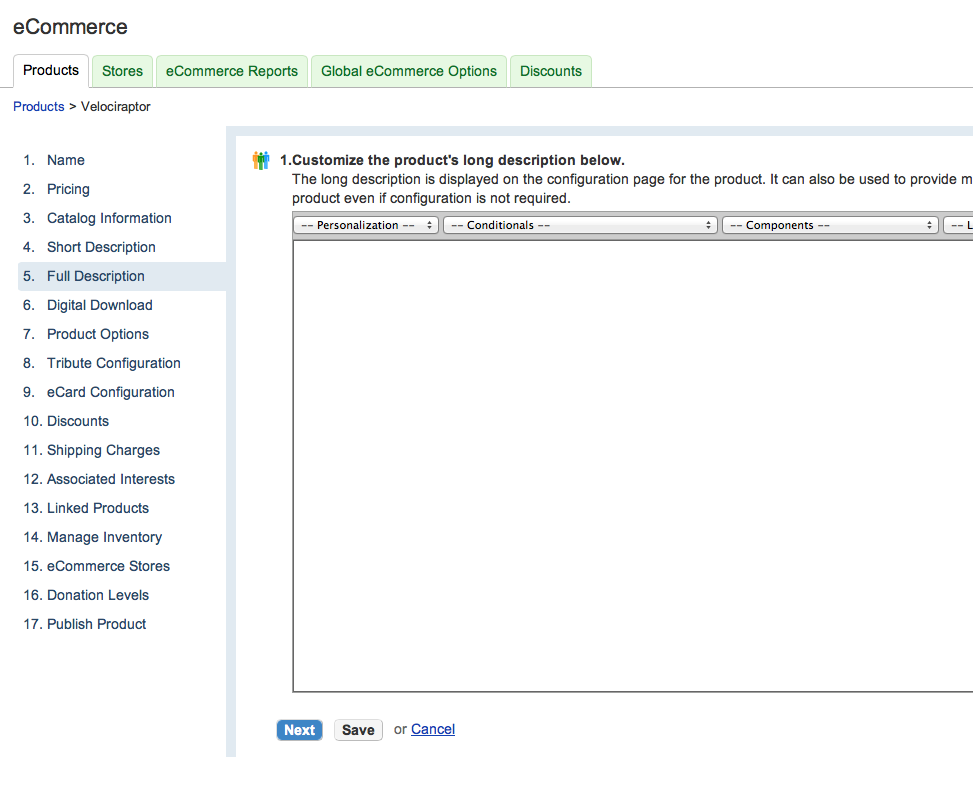 eCommerce
Products Stores eCommerce Reports Global eCommerce Options Discounts
Products > Velociraptor
1. Name
2. Pricing
3. Catalog Information
4. Short Description
5. Full Description
6. Digital Download
7. Product Options
8. Tribute Configuration
9. eCard Configuration
10. Discounts
11. Shipping Charges
12. Associated Interests
13. Linked Products
14. Manage Inventory
15. eCommerce Stores
16. Donation Levels
17. Publish Product
1.Customize the product's long description below.
The long description is displayed on the configuration page for the product. It can also be used to provide m
product even if configuration is not required.
-- Personalization -- -- Conditionals -- -- Components -- -- L
Next Save or Cancel